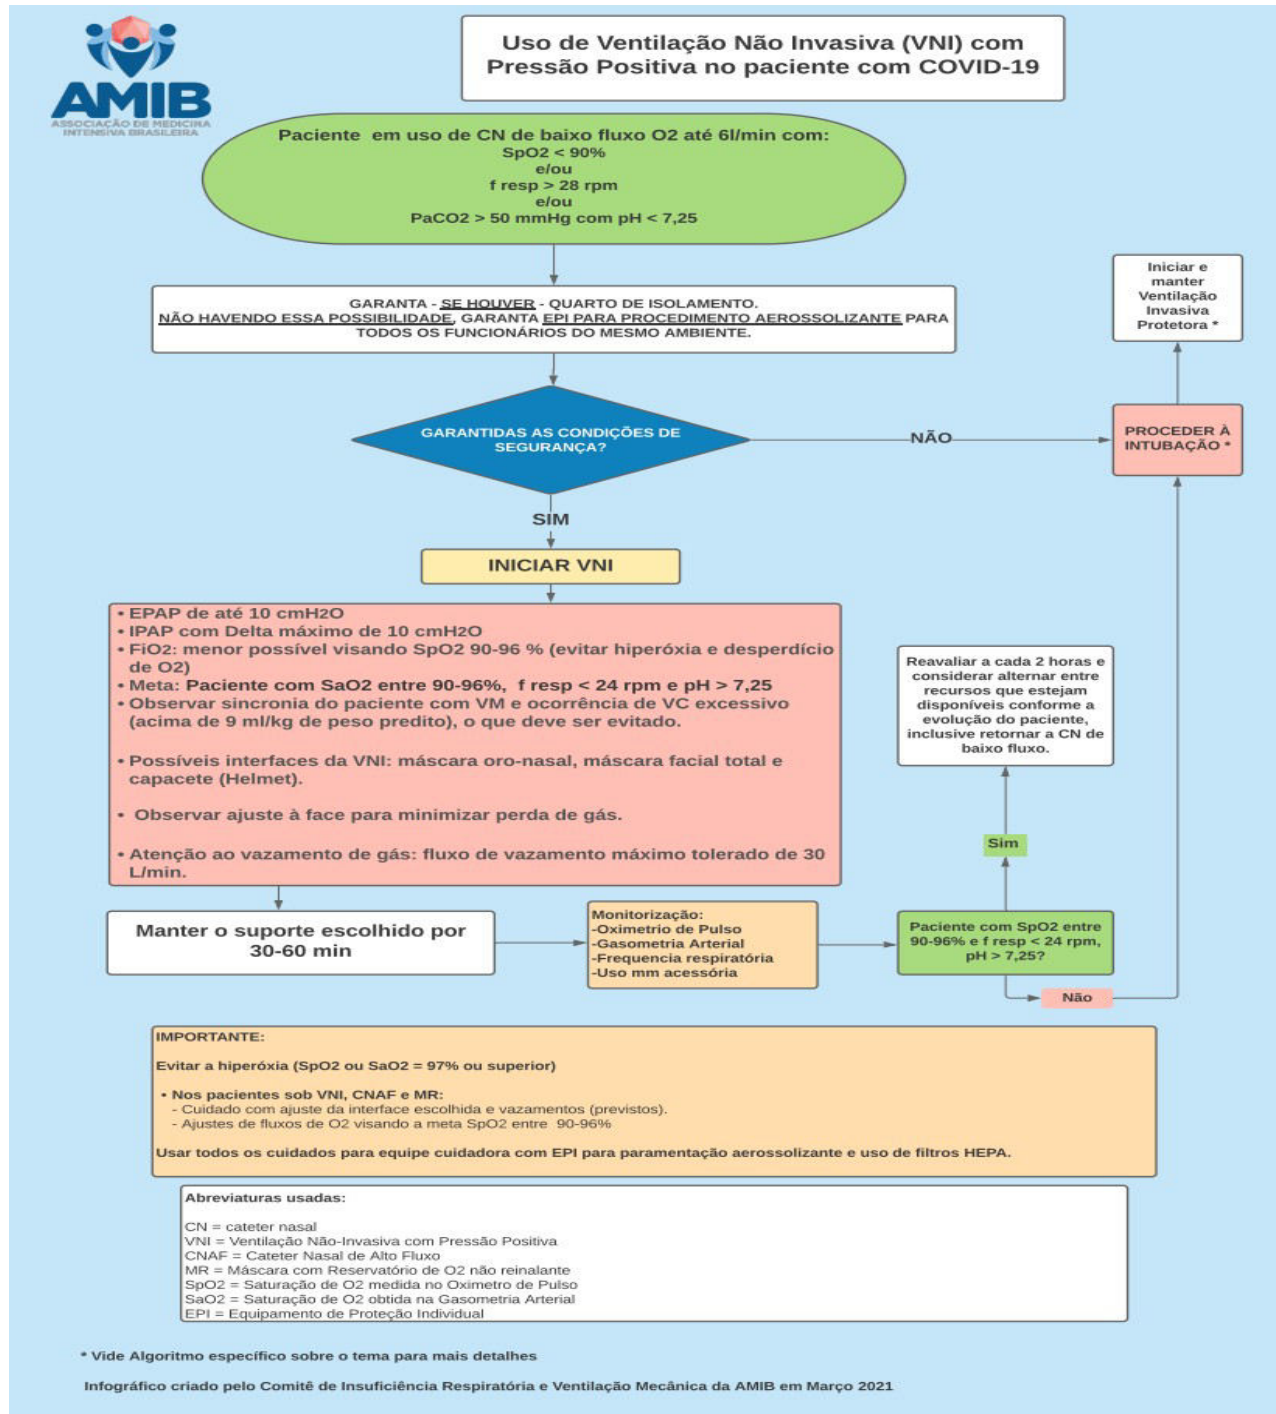 AMIB
ASSOCIAÇÃO DE MEDICINA
INTENSIVA BRASILEIRA
Uso de Ventilação Não Invasiva (VNI) com
Pressão Positiva no paciente com COVID-19
Paciente em uso de CN de baixo fluxo O2 até 6l/min com:
SpO2 < 90%
e/ou
f resp > 28 rpm
e/ou
PaCO2 > 50 mmHg com pH < 7,25
GARANTA - SE HOUVER - QUARTO DE ISOLAMENTO.
NÃO HAVENDO ESSA POSSIBILIDADE, GARANTA EPI PARA PROCEDIMENTO AEROSSOLIZANTE PARA
TODOS OS FUNCIONÁRIOS DO MESMO AMBIENTE.
Iniciar e
manter
Ventilação
Invasiva
Protetora *
GARANTIDAS AS CONDIÇÕES DE
SEGURANÇA?
NÃO
PROCEDER À
INTUBAÇÃO *
SIM
INICIAR VNI
• EPAP de até 10 cmH2O
• IPAP com Delta máximo de 10 cmH2O
• FiO2: menor possível visando SpO2 90-96 % (evitar hiperóxia e desperdício
de O2)
• Meta: Paciente com SaO2 entre 90-96%, f resp < 24 rpm e pH > 7,25
• Observar sincronia do paciente com VM e ocorrência de VC excessivo
(acima de 9 ml/kg de peso predito), o que deve ser evitado.
• Possíveis interfaces da VNI: máscara oro-nasal, máscara facial total e
capacete (Helmet).
• Observar ajuste à face para minimizar perda de gás.
• Atenção ao vazamento de gás: fluxo de vazamento máximo tolerado de 30
L/min.
Reavaliar a cada 2 horas e
considerar alternar entre
recursos que estejam
disponíveis conforme a
evolução do paciente,
inclusive retornar a CN de
baixo fluxo.
Sim
Manter o suporte escolhido por
30-60 min
Monitorização:
-Oximetrio de Pulso
-Gasometria Arterial
-Frequencia respiratória
-Uso mm acessória
Paciente com SpO2 entre
90-96% e f resp < 24 rpm,
pH > 7,25?
Não
IMPORTANTE:
Evitar a hiperóxia (SpO2 ou SaO2 = 97% ou superior)
• Nos pacientes sob VNI, CNAF e MR:
- Cuidado com ajuste da interface escolhida e vazamentos (previstos).
- Ajustes de fluxos de O2 visando a meta SpO2 entre 90-96%
Usar todos os cuidados para equipe cuidadora com EPI para paramentação aerossolizante e uso de filtros HEPA.
Abreviaturas usadas:
CN = cateter nasal
VNI = Ventilação Não-Invasiva com Pressão Positiva
CNAF = Cateter Nasal de Alto Fluxo
MR = Máscara com Reservatório de O2 não reinalante
SpO2 = Saturação de O2 medida no Oximetro de Pulso
SaO2 = Saturação de O2 obtida na Gasometria Arterial
EPI = Equipamento de Proteção Individual
* Vide Algoritmo específico sobre o tema para mais detalhes
Infográfico criado pelo Comitê de Insuficiência Respiratória e Ventilação Mecânica da AMIB em Março 2021